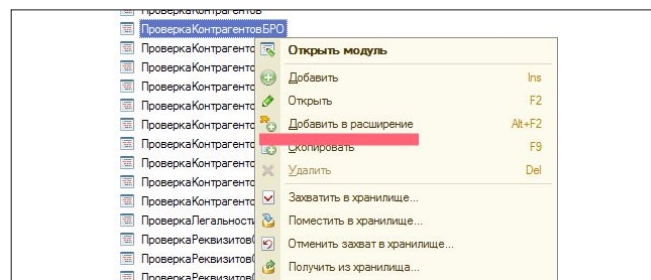 ПроверкаКонтрагентов
ПроверкаКонтрагентовБРО
ПроверкаКонтрагенто
Открыть модуль
ПроверкаКонтрагенто
Добавить Ins
ПроверкаКонтрагенто
Открыть F2
ПроверкаКонтрагенто
ПроверкаКонтрагенто
Добавить в расширение Alt+F2
ПроверкаКонтрагенто
Скопировать F9
ПроверкаКонтрагенто
Удалить Del
ПроверкаКонтрагенто
ПроверкаКонтрагенто
Захватить в хранилище...
ПроверкаЛегальности
Поместить в хранилище...
ПроверкаРеквизитов
Отменить захват в хранилище...
ПроверкаРеквизитов
Получить из хранилища...
ПроверкаРеквизитов